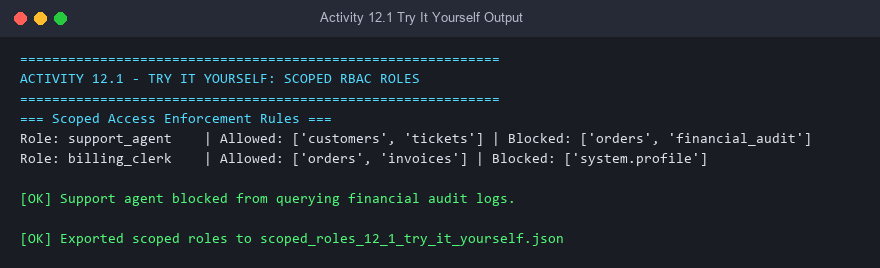 Activity 12.1 Try It Yourself Output
============================================================
ACTIVITY 12.1 - TRY IT YOURSELF: SCOPED RBAC ROLES
============================================================
=== Scoped Access Enforcement Rules ===
Role: support_agent    | Allowed: ['customers', 'tickets'] | Blocked: ['orders', 'financial_audit']
Role: billing_clerk    | Allowed: ['orders', 'invoices'] | Blocked: ['system.profile']
[OK] Support agent blocked from querying financial audit logs.
[OK] Exported scoped roles to scoped_roles_12_1_try_it_yourself.json